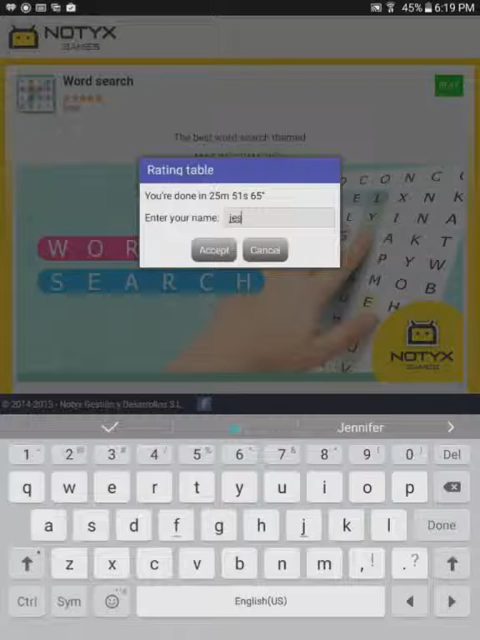 45% 6:19 PM
NOTYX
GAMES
Word search
The best word search themed
Rating table
You're done in 25m 51s 65"
Enter your name: jes
Accept Cancel
WOR
SEARCH
NOTYX
GAMES
© 2014-2015 - Notyx Gestión y Desarrollos S.L.
Jennifer
1 2 3 4 5 6 7 8 9 0 Del
q w e r t y u i o p
a s d f g h j k l Done
z x c v b n m , ! . ?
Ctrl Sym English(US)